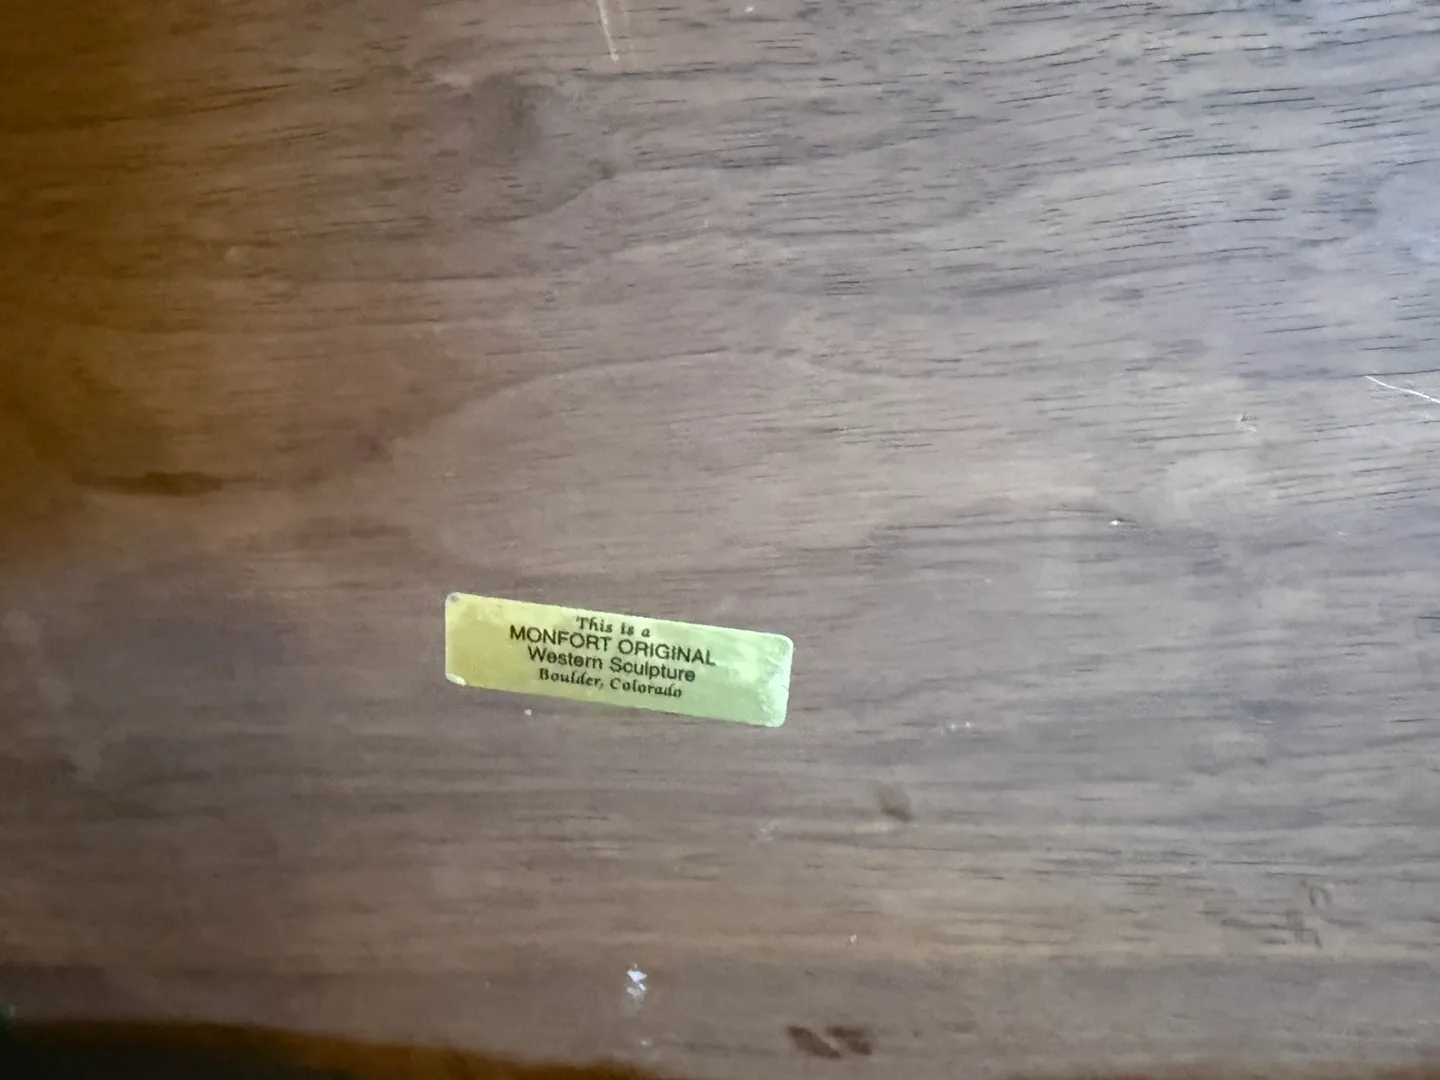 This is a
MONFORT ORIGINAL
Western Sculpture
Boulder, Colorado